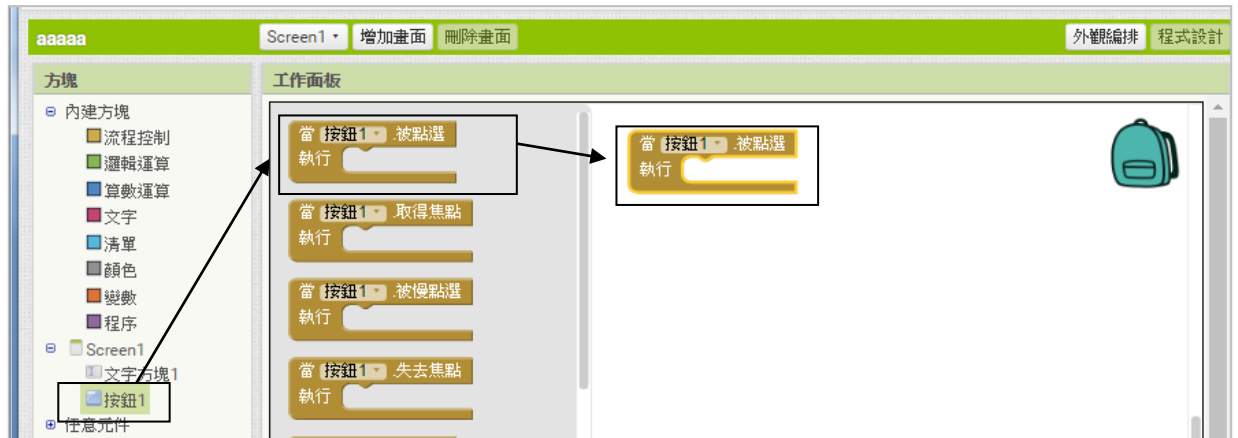 aaaaa
Screen1 增加畫面 刪除畫面
外觀編排 程式設計
方塊
內建方塊
流程控制
邏輯運算
算數運算
文字
清單
顏色
變數
程序
Screen1
文字方塊1
按鈕1
任意元件
工作面板
當 按鈕1 .被點選
執行
當 按鈕1 .取得焦點
執行
當 按鈕1 .被慢點選
執行
當 按鈕1 .失去焦點
執行
當 按鈕1 .被點選
執行